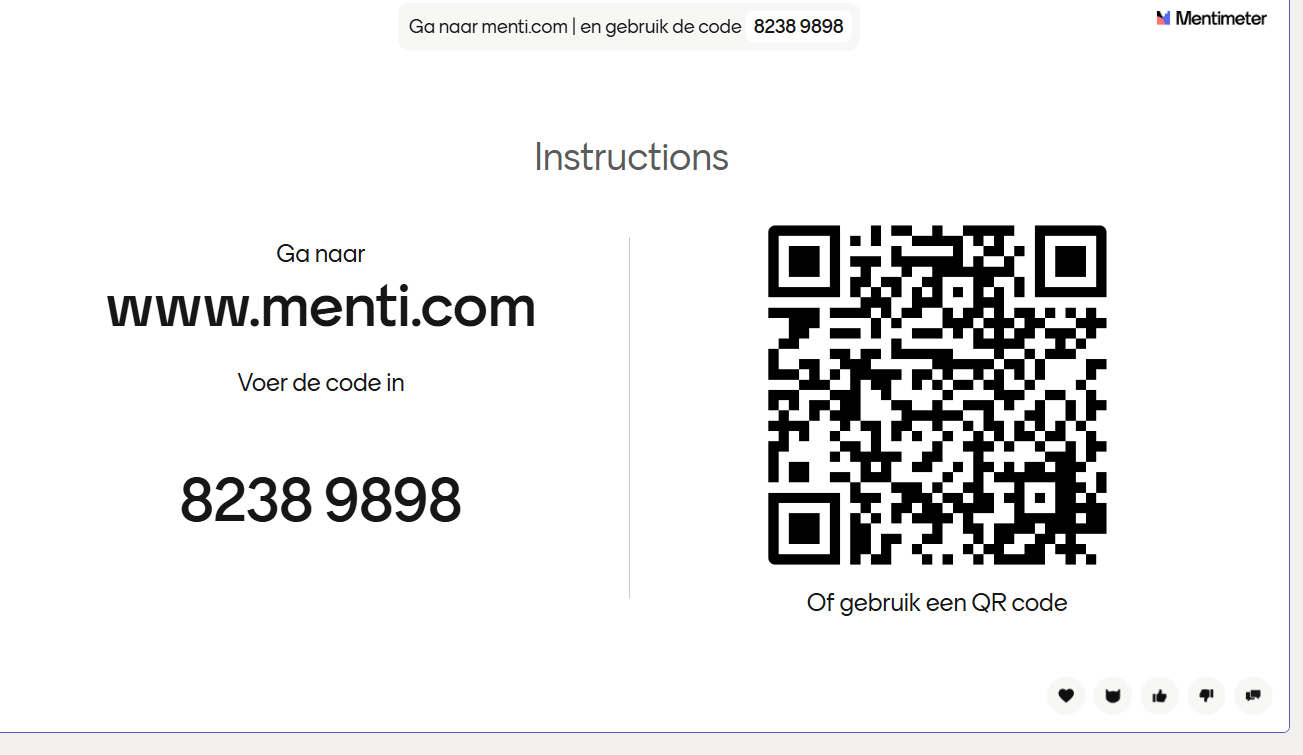 Ga naar menti.com | en gebruik de code 8238 9898
Mentimeter
Instructions
Ga naar
www.menti.com
Voer de code in
8238 9898
Of gebruik een QR code